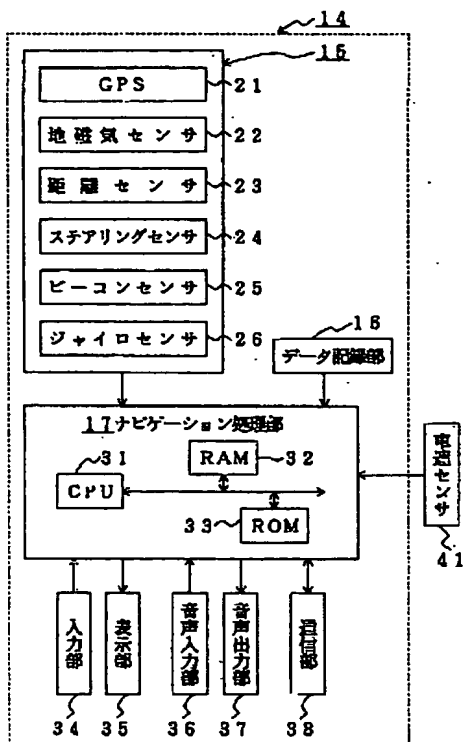 14
15
GPS 21
地磁気センサ 22
距離センサ 23
ステアリングセンサ 24
ビーコンセンサ 25
ジャイロセンサ 26
16
データ記録部
17 ナビゲーション処理部
31
RAM 32
CPU
33 ROM
車速センサ
41
入力部
表示部
音声入力部
音声出力部
通信部
34 35 36 37 38